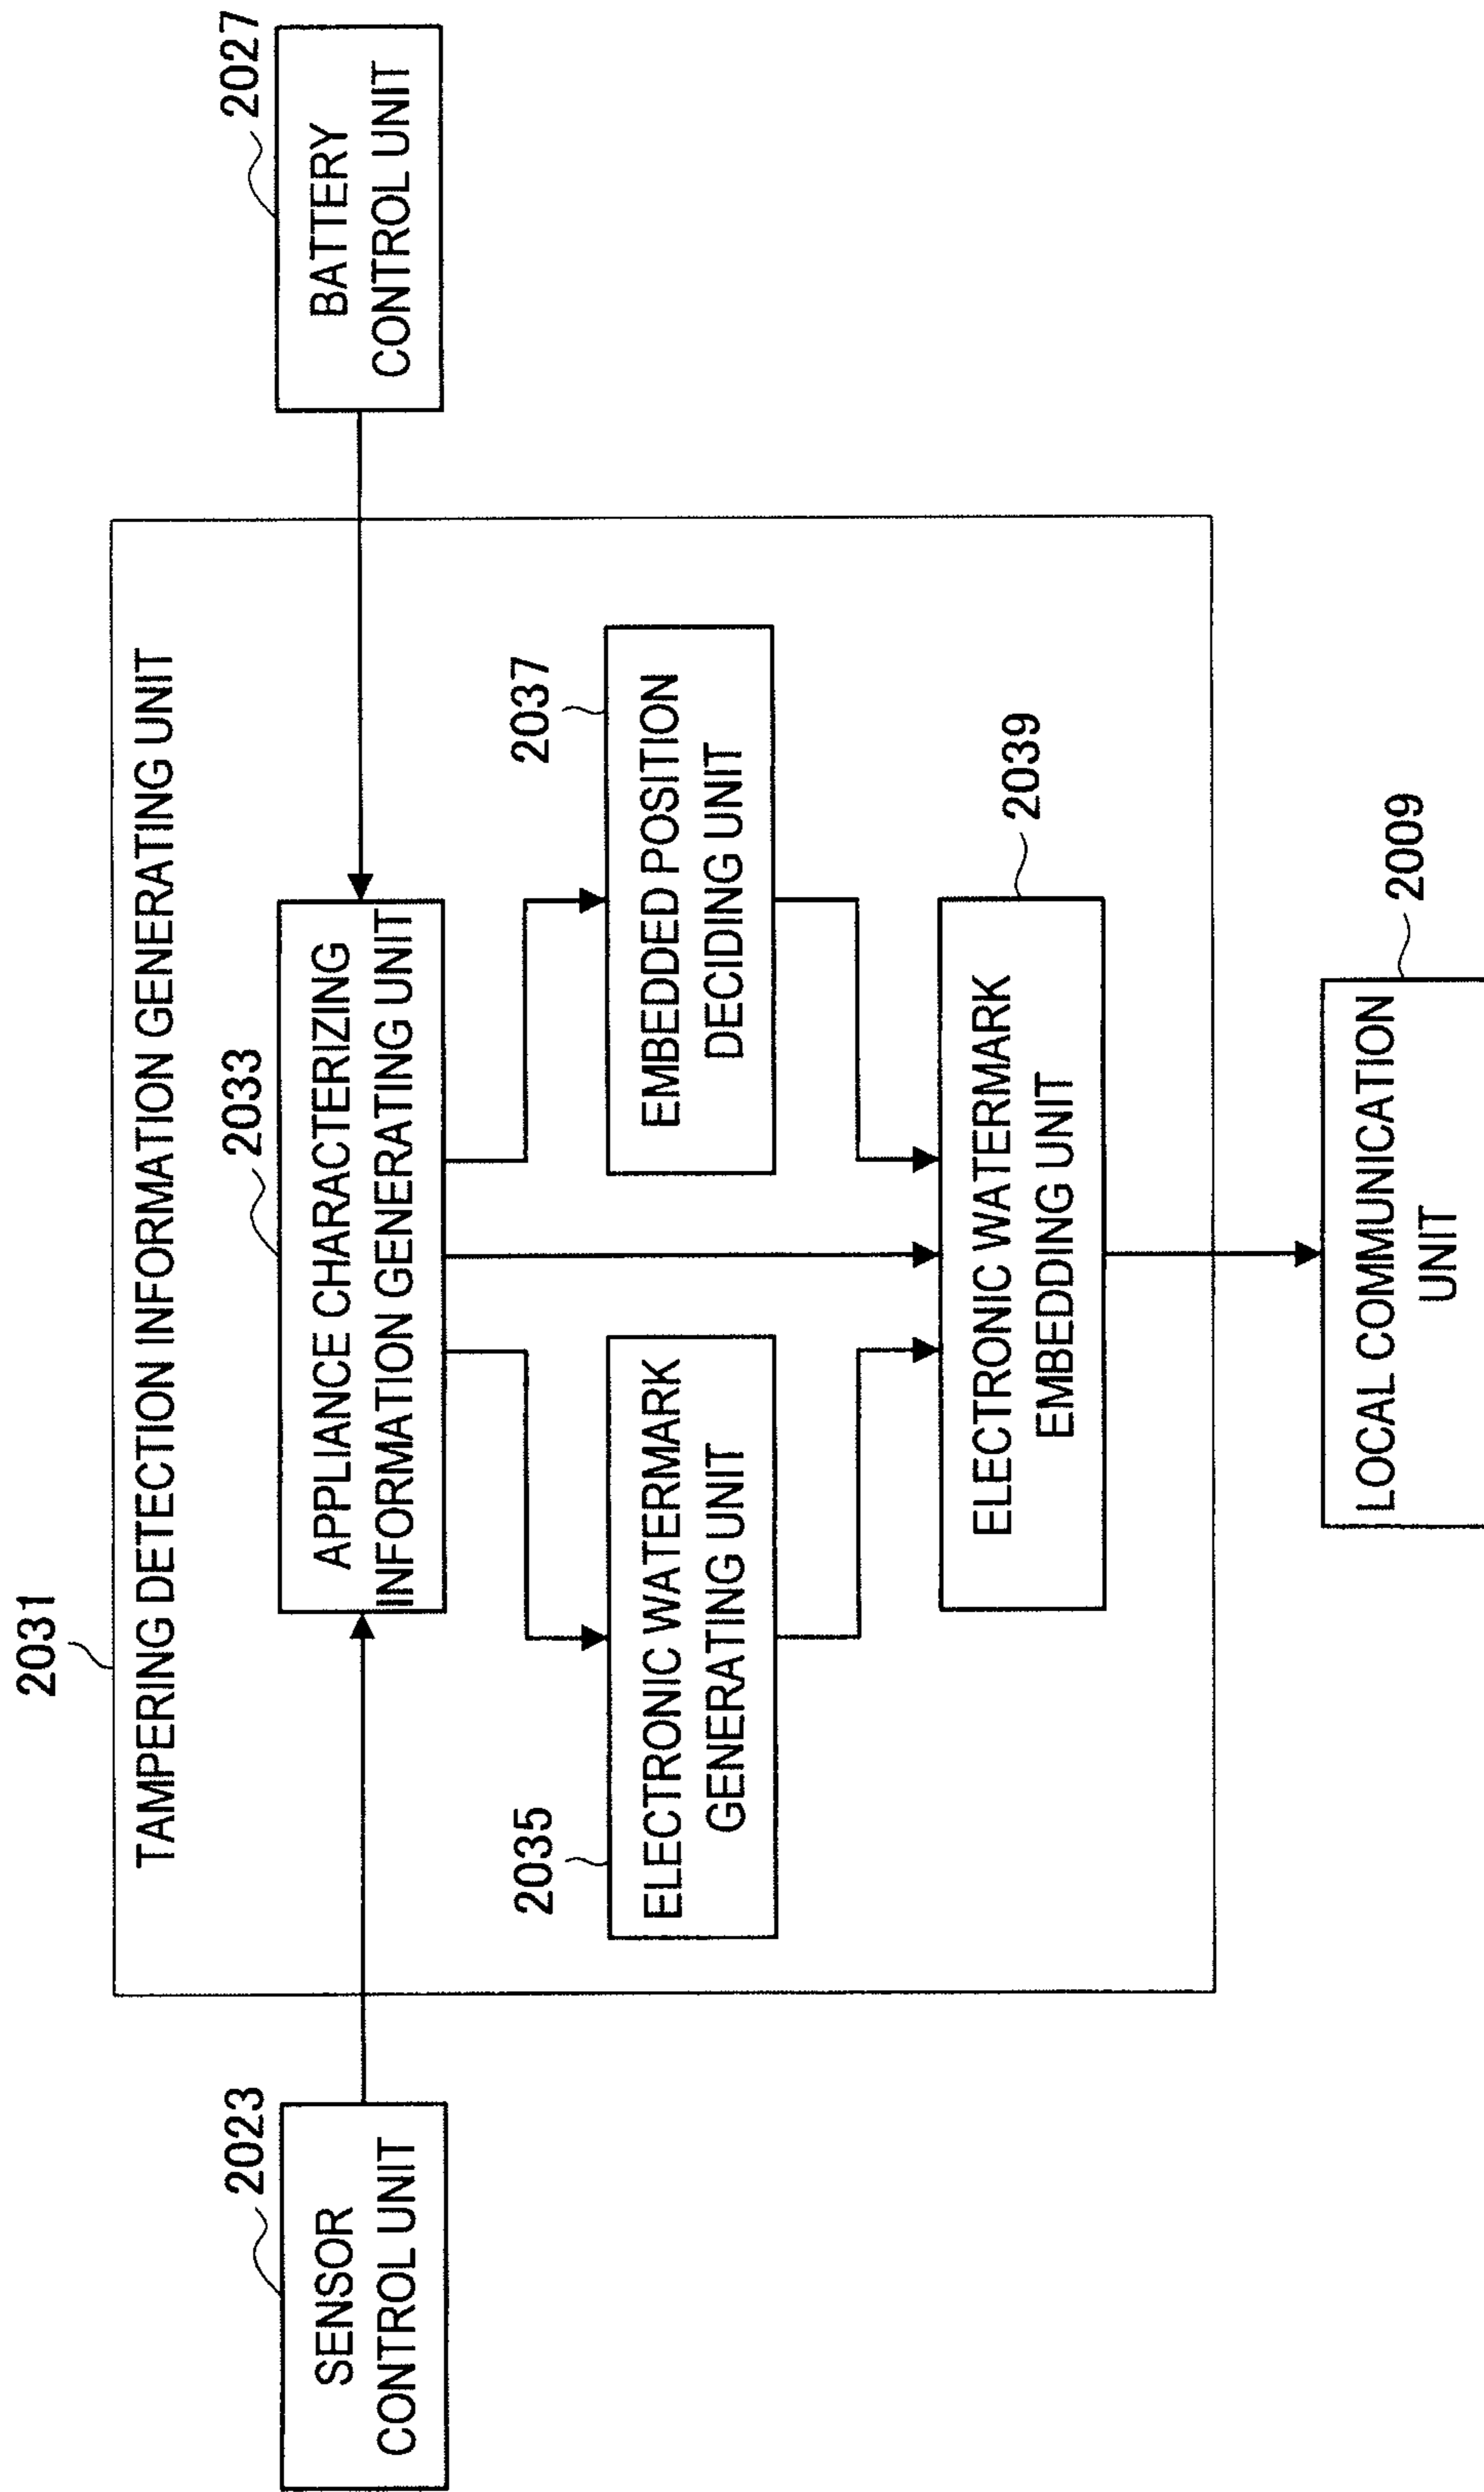 2031
TAMPERING DETECTION INFORMATION GENERATING UNIT
2023
SENSOR
CONTROL UNIT
2033
APPLIANCE CHARACTERIZING
INFORMATION GENERATING UNIT
2027
BATTERY
CONTROL UNIT
2035
ELECTRONIC WATERMARK
GENERATING UNIT
2037
EMBEDDED POSITION
DECIDING UNIT
2039
ELECTRONIC WATERMARK
EMBEDDING UNIT
2009
LOCAL COMMUNICATION
UNIT